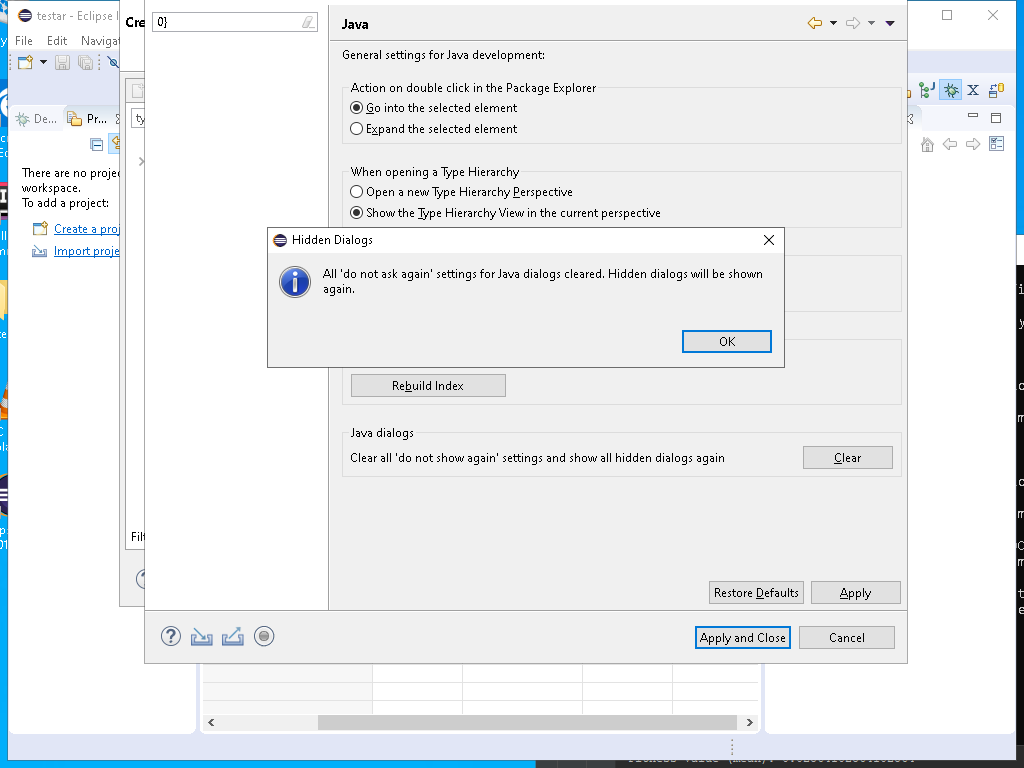 testar - Eclipse I
File Edit Navigat
De...
Pr...
There are no proje
workspace.
To add a project:
Create a proj
Import proje
Cre
ty
Filt
0}
Java
General settings for Java development:
Action on double click in the Package Explorer
Go into the selected element
Expand the selected element
When opening a Type Hierarchy
Open a new Type Hierarchy Perspective
Show the Type Hierarchy View in the current perspective
Hidden Dialogs
All 'do not ask again' settings for Java dialogs cleared. Hidden dialogs will be shown
again.
OK
Rebuild Index
Java dialogs
Clear all 'do not show again' settings and show all hidden dialogs again
Clear
Restore Defaults
Apply
Apply and Close
Cancel